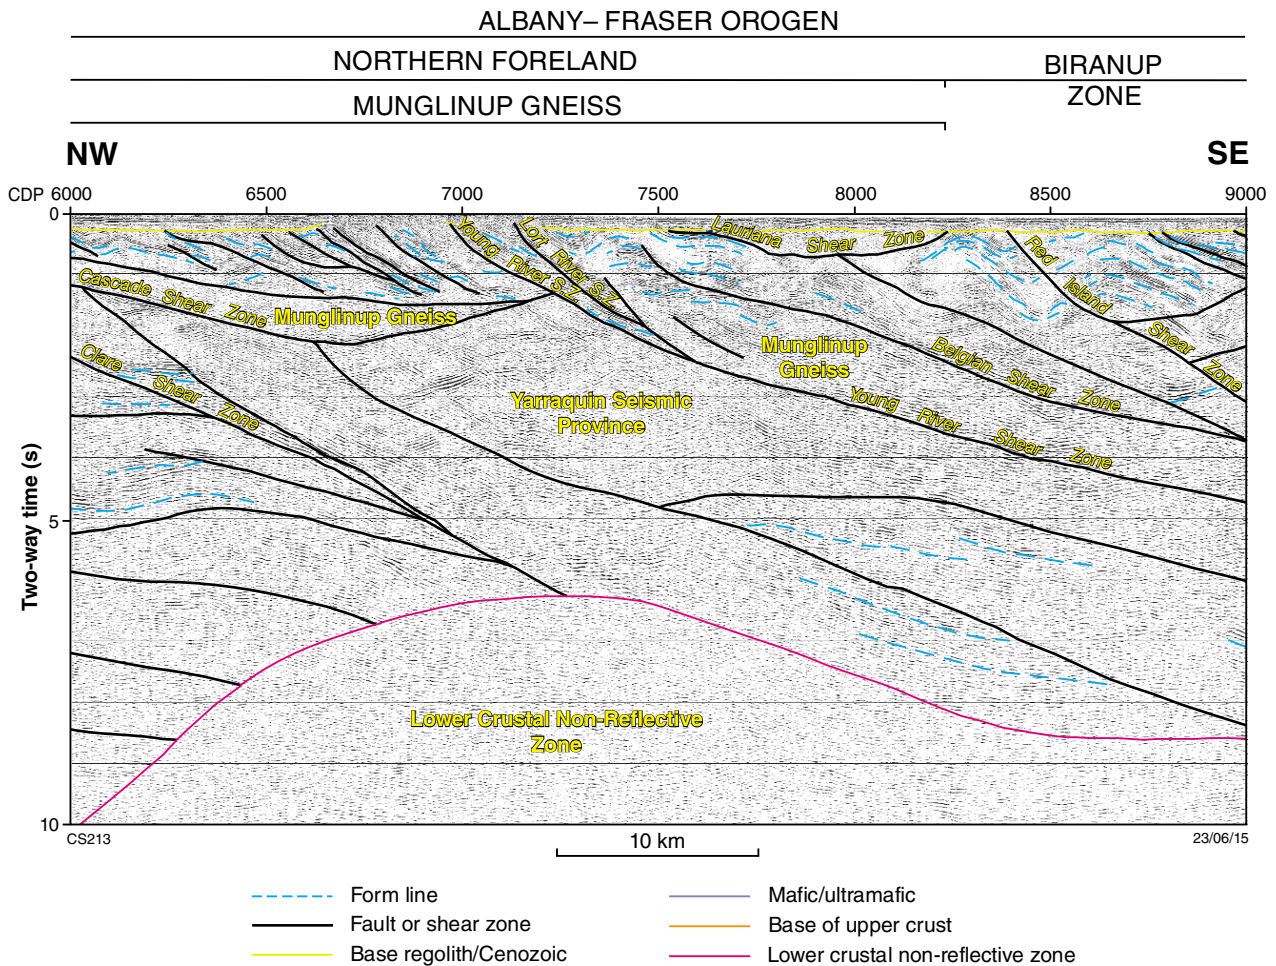 ALBANY– FRASER OROGEN
NORTHERN FORELAND
BIRANUP
ZONE
MUNGLINUP GNEISS
NW
SE
CDP 6000 6500 7000 7500 8000 8500 9000
0
5
10
Two-way time (s)
Young River S.Z.
Lort River S.Z.
Lauriana Shear Zone
Red Island Shear Zone
Cascade Shear Zone
Munglinup Gneiss
Munglinup
Gneiss
Belgian Shear Zone
Clare Shear Zone
Yarraquin Seismic
Province
Young River Shear Zone
Lower Crustal Non-Reflective
Zone
CS213
10 km
23/06/15
Form line
Fault or shear zone
Base regolith/Cenozoic
Mafic/ultramafic
Base of upper crust
Lower crustal non-reflective zone